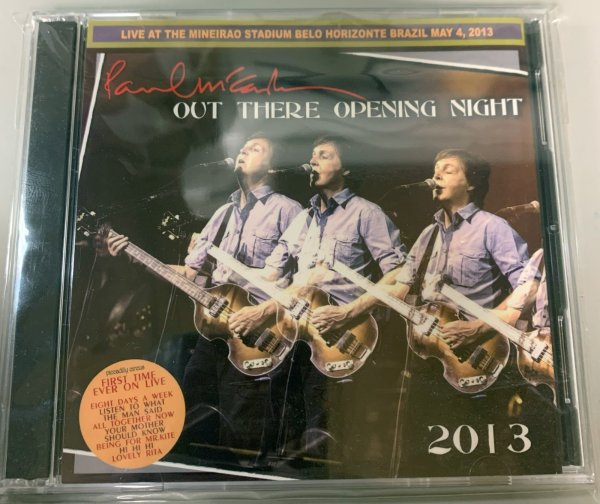 LIVE AT THE MINEIRAO STADIUM BELO HORIZONTE BRAZIL MAY 4, 2013
Paul McCartney
OUT THERE OPENING NIGHT
piccadilly circus
FIRST TIME
EVER ON LIVE
EIGHT DAYS A WEEK
LISTEN TO WHAT
THE MAN SAID
ALL TOGETHER NOW
YOUR MOTHER
SHOULD KNOW
BEING FOR MR.KITE
HI HI HI
LOVELY RITA
2013